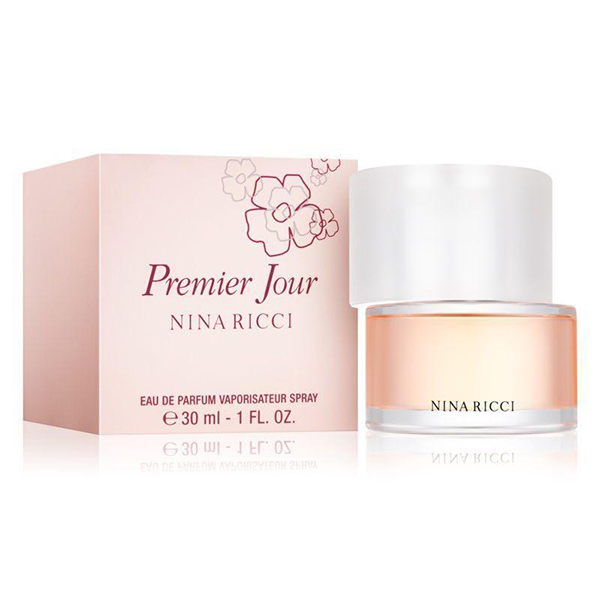 Premier Jour
NINA RICCI
EAU DE PARFUM VAPORISATEUR SPRAY
℮ 30 ml - 1 FL. OZ.
NINA RICCI